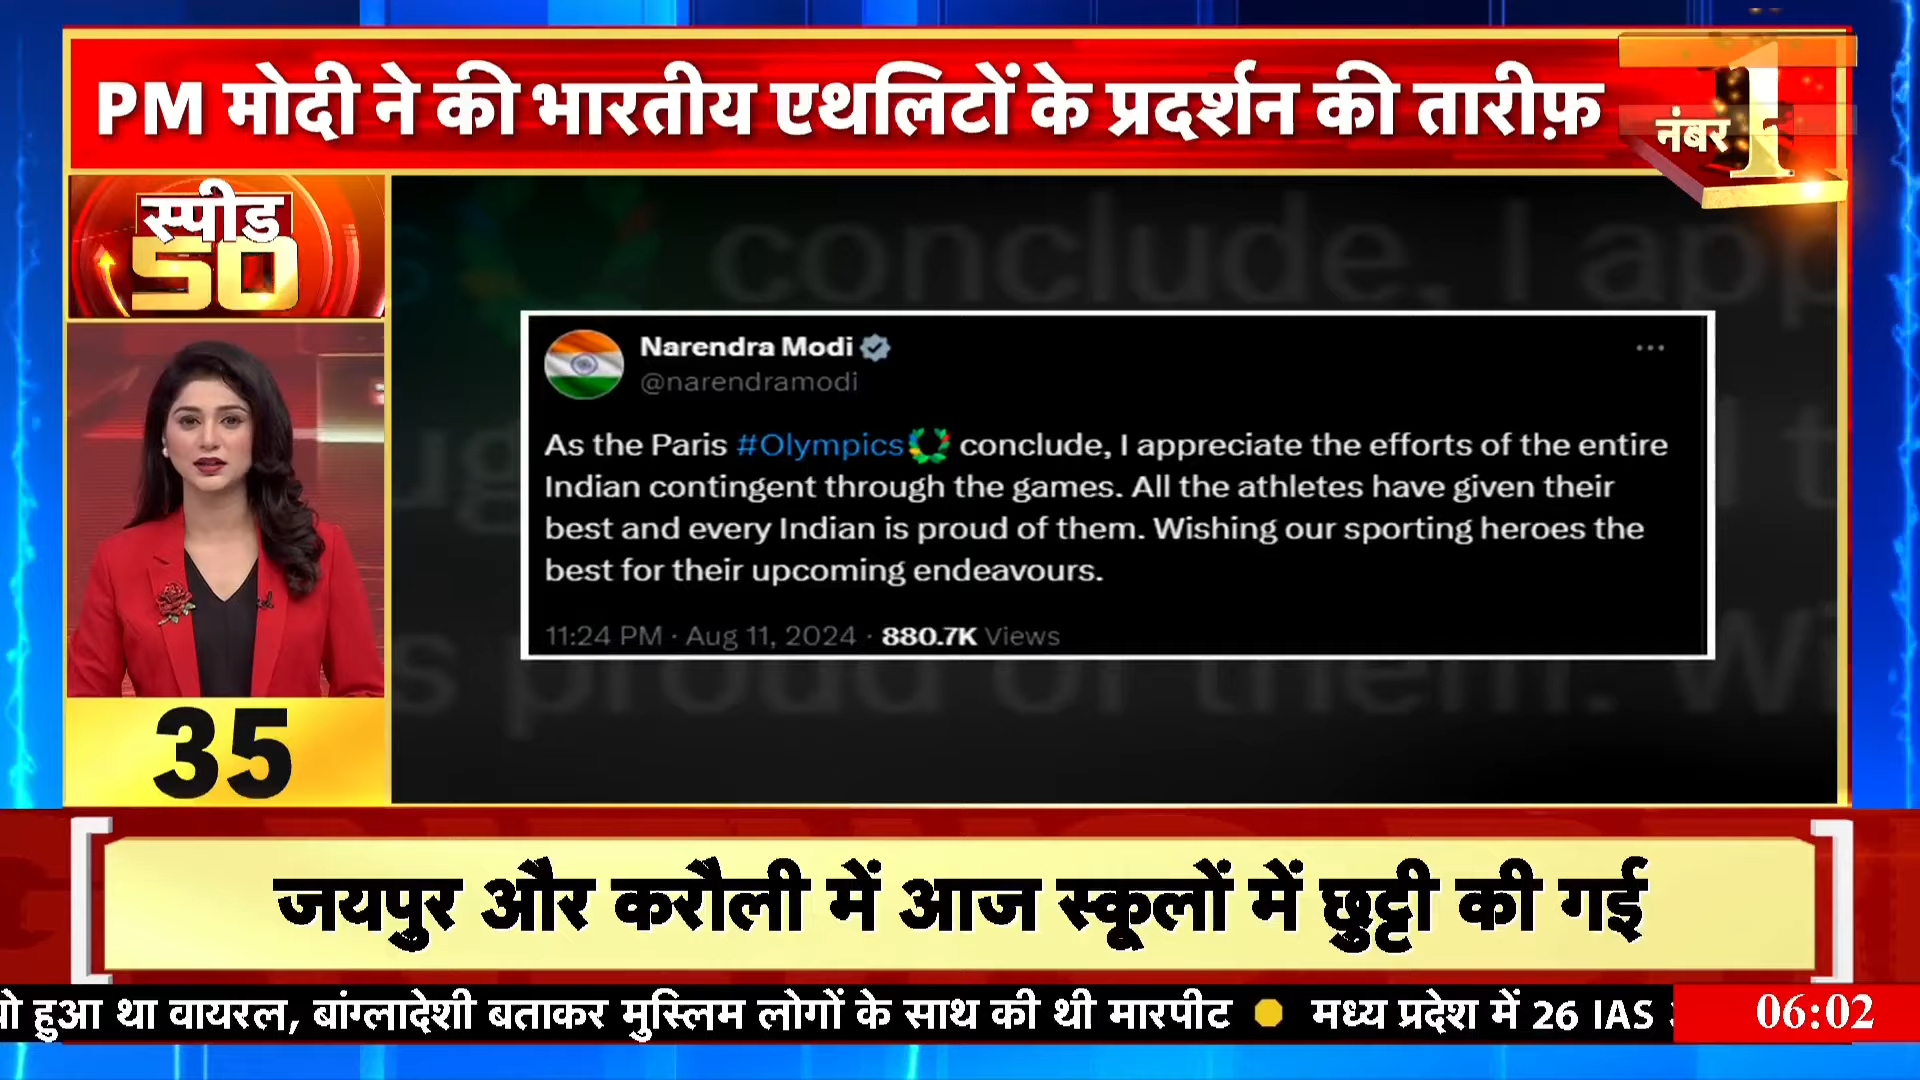 PM मोदी ने की भारतीय एथलिटों के प्रदर्शन की तारीफ़
नंबर 1
स्पीड
50
Narendra Modi
@narendramodi
As the Paris #Olympics conclude, I appreciate the efforts of the entire
Indian contingent through the games. All the athletes have given their
best and every Indian is proud of them. Wishing our sporting heroes the
best for their upcoming endeavours.
11:24 PM · Aug 11, 2024 · 880.7K Views
35
जयपुर और करौली में आज स्कूलों में छुट्टी की गई
हुआ था वायरल, बांग्लादेशी बताकर मुस्लिम लोगों के साथ की थी मारपीट
मध्य प्रदेश में 26 IAS
06:02